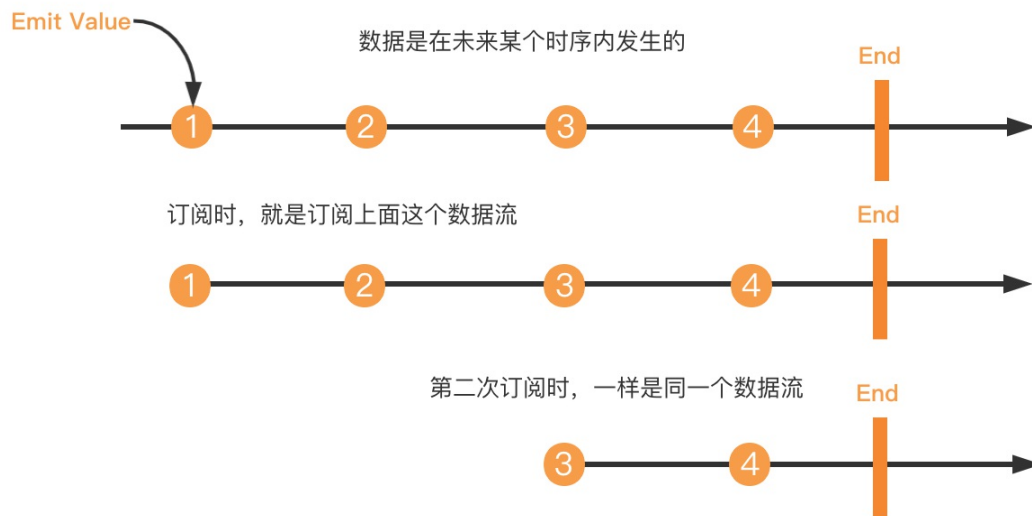 Emit Value
数据是在未来某个时序内发生的
End
1 2 3 4
订阅时，就是订阅上面这个数据流
End
1 2 3 4
第二次订阅时，一样是同一个数据流
End
3 4